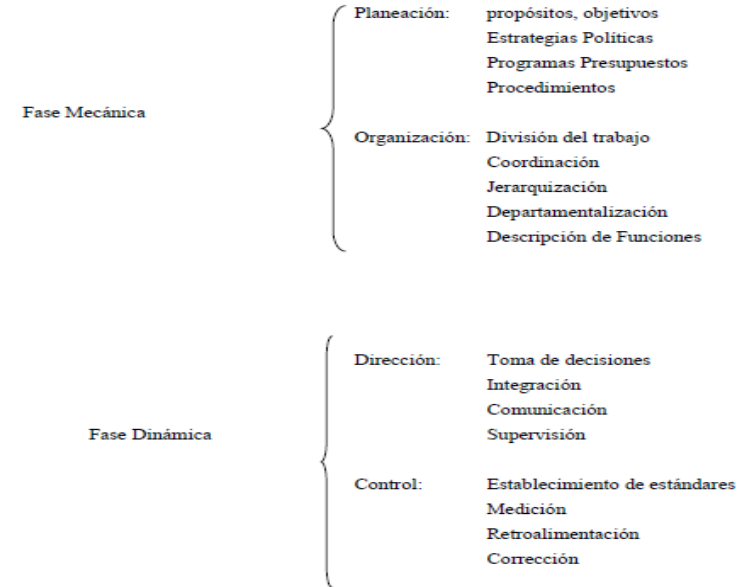 Planeación: propósitos, objetivos
Estrategias Políticas
Programas Presupuestos
Procedimientos
Fase Mecánica
Organización: División del trabajo
Coordinación
Jerarquización
Departamentalización
Descripción de Funciones
Dirección: Toma de decisiones
Integración
Comunicación
Fase Dinámica
Supervisión
Control: Establecimiento de estándares
Medición
Retroalimentación
Corrección